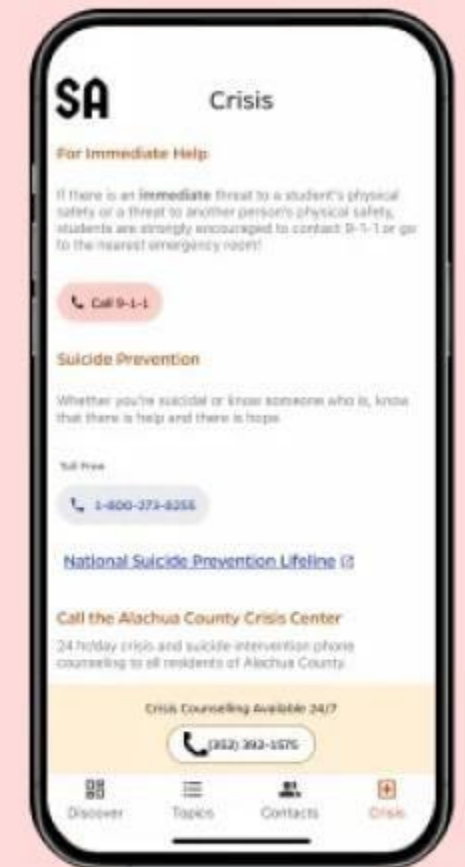 SA
Crisis
For Immediate Help
If there is an immediate threat to a student's physical
safety or a threat to another person's physical safety,
students are strongly encouraged to contact 9-1-1 or go
to the nearest emergency room!
Call 9-1-1
Suicide Prevention
Whether you're suicidal or know someone who is, know
that there is help and there is hope.
Toll Free
1-800-273-8255
National Suicide Prevention Lifeline
Call the Alachua County Crisis Center
24 hr/day crisis and suicide intervention phone
counseling to all residents of Alachua County.
Crisis Counselling Available 24/7
(352) 392-1575
Discover
Topics
Contacts
Crisis